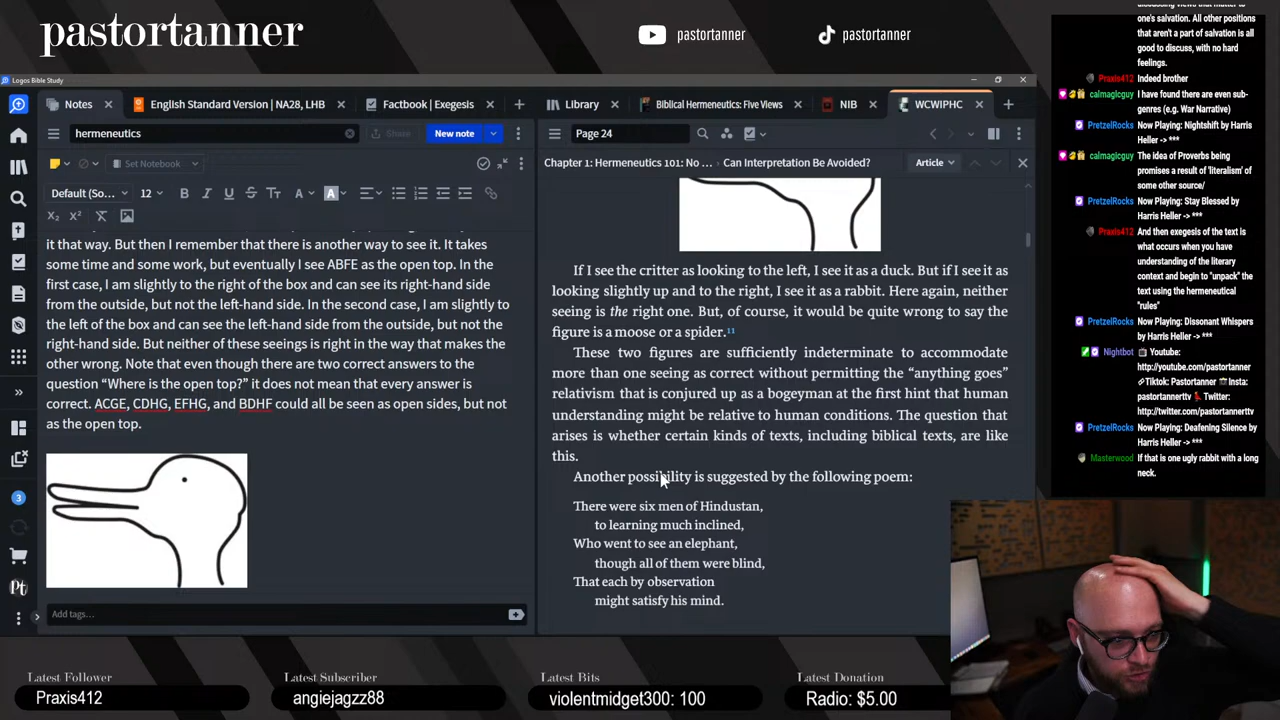 pastortanner
pastortanner
pastortanner
Logos Bible Study
Notes
English Standard Version | NA28, LHB
Factbook | Exegesis
Library
Biblical Hermeneutics: Five Views
NIB
WCWIPHC
hermeneutics
Share
New note
Page 24
Set Notebook
Chapter 1: Hermeneutics 101: No ... > Can Interpretation Be Avoided?
Article
Default (So...
12
it that way. But then I remember that there is another way to see it. It takes
some time and some work, but eventually I see ABFE as the open top. In the
first case, I am slightly to the right of the box and can see its right-hand side
from the outside, but not the left-hand side. In the second case, I am slightly
to the left of the box and can see the left-hand side from the outside, but not the
right-hand side. But neither of these seeings is right in the way that makes the
other wrong. Note that even though there are two correct answers to the
question “Where is the open top?” it does not mean that every answer is
correct. ACGE, CDHG, EFHG, and BDHF could all be seen as open sides, but not
as the open top.
Add tags...
If I see the critter as looking to the left, I see it as a duck. But if I see it as
looking slightly up and to the right, I see it as a rabbit. Here again, neither
seeing is the right one. But, of course, it would be quite wrong to say the
figure is a moose or a spider.11
These two figures are sufficiently indeterminate to accommodate
more than one seeing as correct without permitting the “anything goes”
relativism that is conjured up as a bogeyman at the first hint that human
understanding might be relative to human conditions. The question that
arises is whether certain kinds of texts, including biblical texts, are like
this.
Another possibility is suggested by the following poem:
There were six men of Hindustan,
to learning much inclined,
Who went to see an elephant,
though all of them were blind,
That each by observation
might satisfy his mind.
3
Pt
discussing views that matter to
one's salvation. All other positions
that aren't a part of salvation is all
good to discuss, with no hard
feelings.
Praxis412 Indeed brother
calmagicguy
I have found there are even sub-
genres (e.g. War Narrative)
PretzelRocks
Now Playing: Nightshift by Harris
Heller -> ***
calmagicguy
The idea of Proverbs being
promises a result of 'literalism' of
some other source/
PretzelRocks
Now Playing: Stay Blessed by
Harris Heller -> ***
Praxis412
And then exegesis of the text is
what occurs when you have
understanding of the literary
context and begin to "unpack" the
text using the hermeneutical
"rules"
PretzelRocks
Now Playing: Dissonant Whispers
by Harris Heller -> ***
Nightbot
Youtube:
http://youtube.com/pastortanner
Tiktok: Pastortanner Insta:
pastortannerttv Twitter:
http://twitter.com/pastortannerttv
PretzelRocks
Now Playing: Deafening Silence by
Harris Heller -> ***
Masterwood
If that is one ugly rabbit with a long
neck.
Latest Follower
Praxis412
Latest Subscriber
angiejagzz88
Latest Bits
violentmidget300: 100
Latest Donation
Radio: $5.00